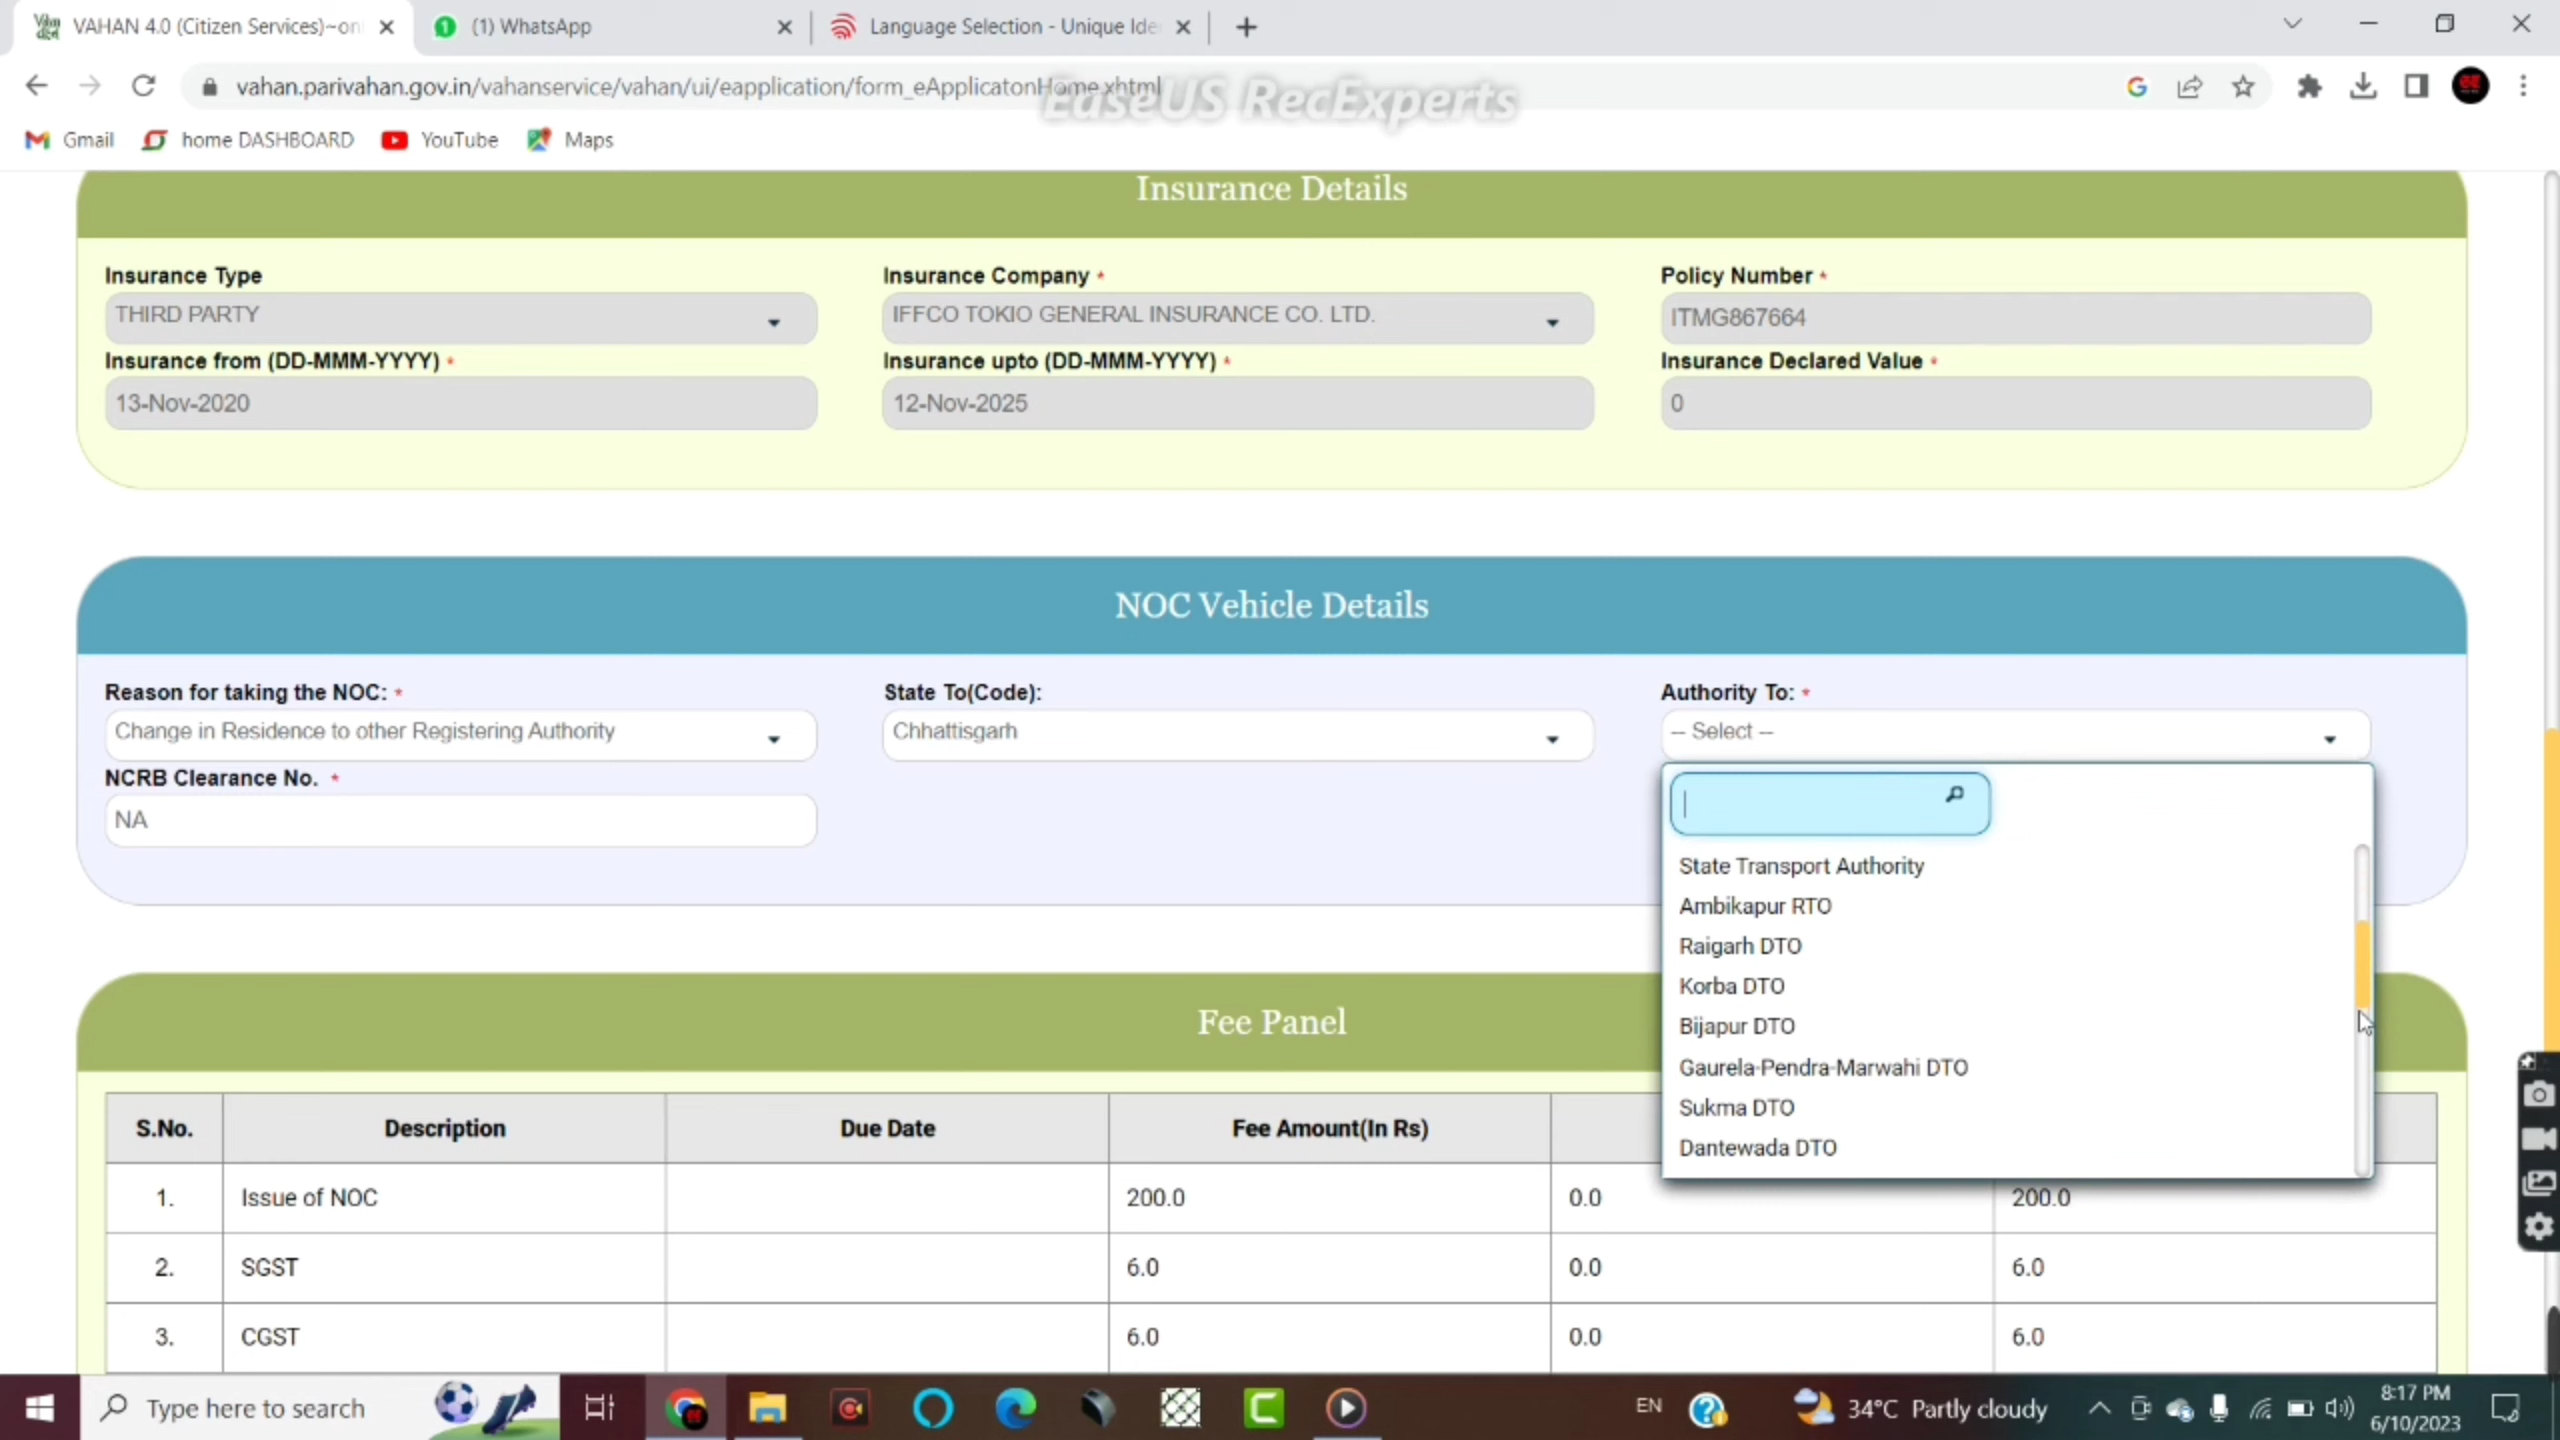 VAHAN 4.0 (Citizen Services)~onl
(1) WhatsApp
Language Selection - Unique Ide
vahan.parivahan.gov.in/vahanservice/vahan/ui/eapplication/form_eApplicatonHome.xhtml
EaseUS RecExperts
Gmail
home DASHBOARD
YouTube
Maps
Insurance Details
Insurance Type
Insurance Company *
Policy Number *
THIRD PARTY
IFFCO TOKIO GENERAL INSURANCE CO. LTD.
ITMG867664
Insurance from (DD-MMM-YYYY) *
Insurance upto (DD-MMM-YYYY) *
Insurance Declared Value *
13-Nov-2020
12-Nov-2025
0
NOC Vehicle Details
Reason for taking the NOC: *
State To(Code):
Authority To: *
Change in Residence to other Registering Authority
Chhattisgarh
-- Select --
NCRB Clearance No. *
NA
State Transport Authority
Ambikapur RTO
Raigarh DTO
Korba DTO
Bijapur DTO
Gaurela-Pendra-Marwahi DTO
Sukma DTO
Dantewada DTO
Fee Panel
S.No. Description Due Date Fee Amount(In Rs)
1. Issue of NOC 200.0 0.0 200.0
2. SGST 6.0 0.0 6.0
3. CGST 6.0 0.0 6.0
Type here to search
EN
34°C Partly cloudy
8:17 PM
6/10/2023